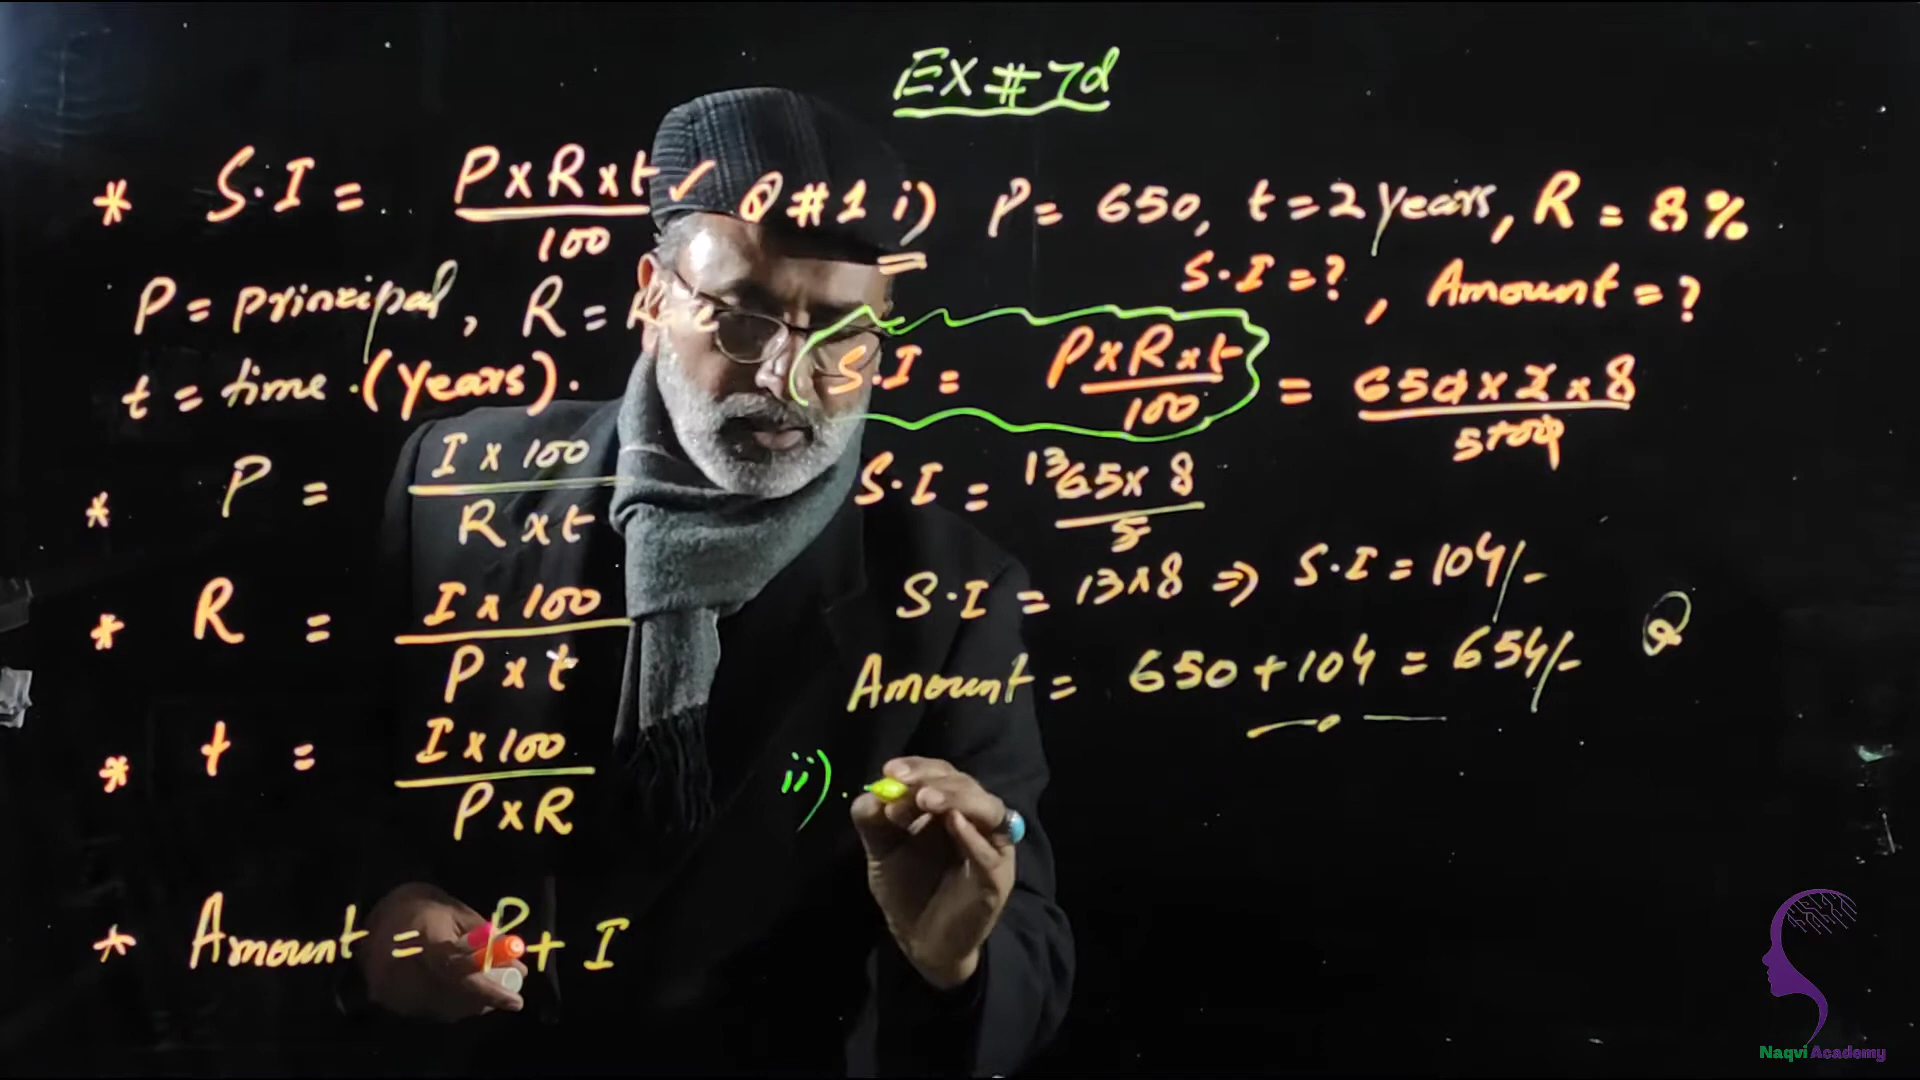 EX # 7d
* S.I = P x R x t / 100 ✓
P = principal, R =
t = time. (Years).
* P = I x 100 / R x t
* R = I x 100 / P x t
* t = I x 100 / P x R
* Amount = P + I
Q #1 i) P = 650, t = 2 years, R = 8%
S.I = ?, Amount = ?
S.I = P x R x t / 100 = 650 x 2 x 8 / 5 100
S.I = 13 65 x 8 / 5
S.I = 13 x 8 => S.I = 104/-
Amount = 650 + 104 = 654/-
Q
ii).
Naqvi Academy